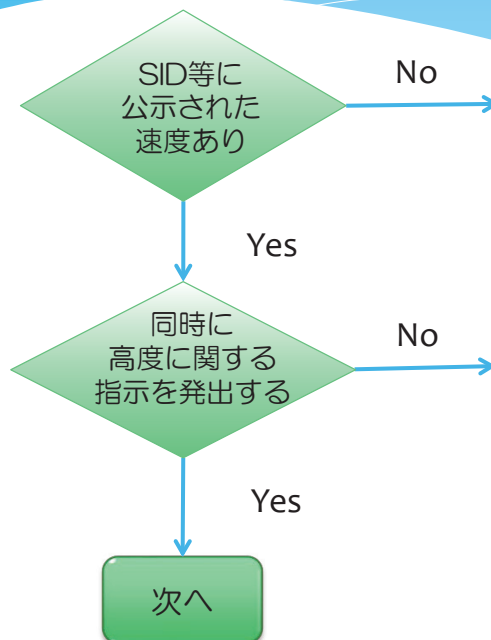 SID等に
公示された
速度あり
No
Yes
同時に
高度に関する
指示を発出する
No
Yes
次へ